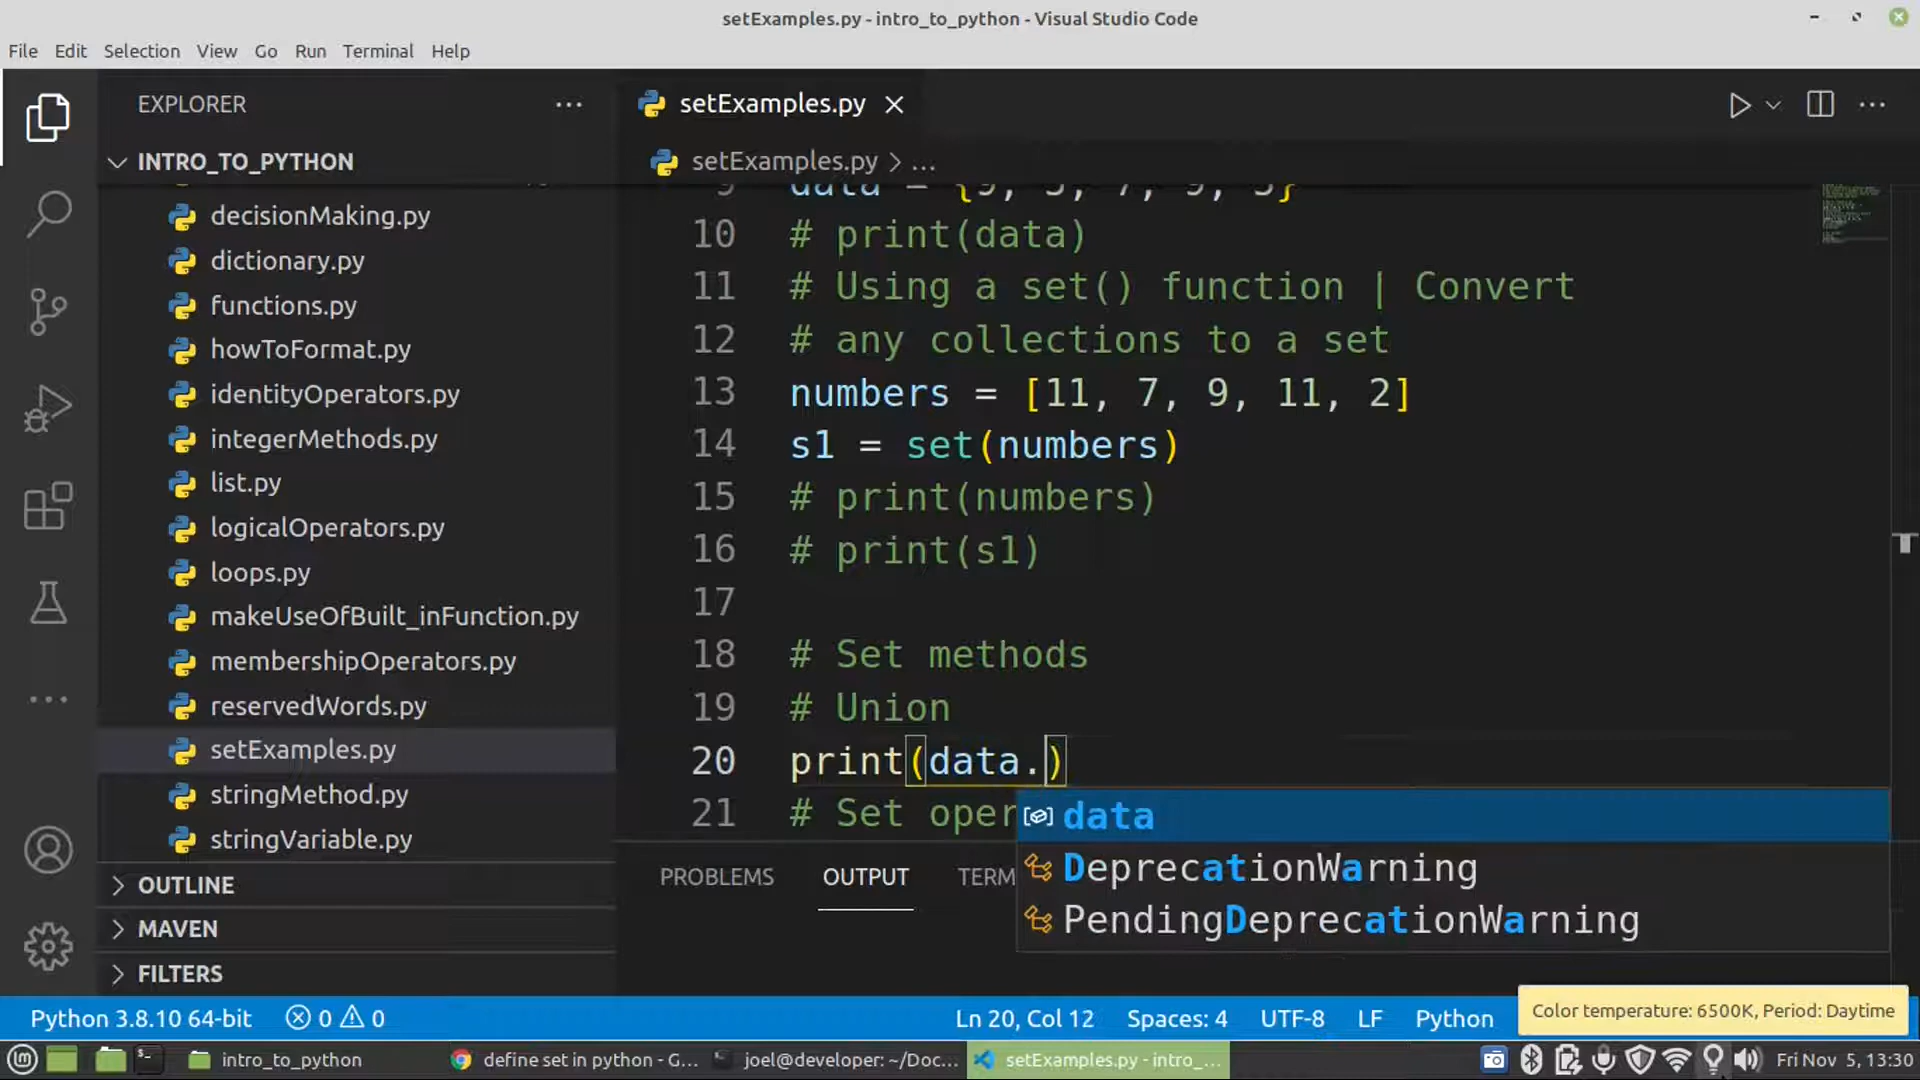 setExamples.py - intro_to_python - Visual Studio Code
File Edit Selection View Go Run Terminal Help
EXPLORER
setExamples.py
INTRO_TO_PYTHON
setExamples.py > ...
decisionMaking.py
dictionary.py
functions.py
howToFormat.py
identityOperators.py
integerMethods.py
list.py
logicalOperators.py
loops.py
makeUseOfBuilt_inFunction.py
membershipOperators.py
reservedWords.py
setExamples.py
stringMethod.py
stringVariable.py
OUTLINE
MAVEN
FILTERS
10 # print(data)
11 # Using a set() function | Convert
12 # any collections to a set
13 numbers = [11, 7, 9, 11, 2]
14 s1 = set(numbers)
15 # print(numbers)
16 # print(s1)
17
18 # Set methods
19 # Union
20 print(data.)
21 # Set oper
data
DeprecationWarning
PendingDeprecationWarning
PROBLEMS OUTPUT TERM
Python 3.8.10 64-bit 0 0 Ln 20, Col 12 Spaces: 4 UTF-8 LF Python
Color temperature: 6500K, Period: Daytime
intro_to_python define set in python - G... joel@developer: ~/Doc... setExamples.py - intro_... Fri Nov 5, 13:30